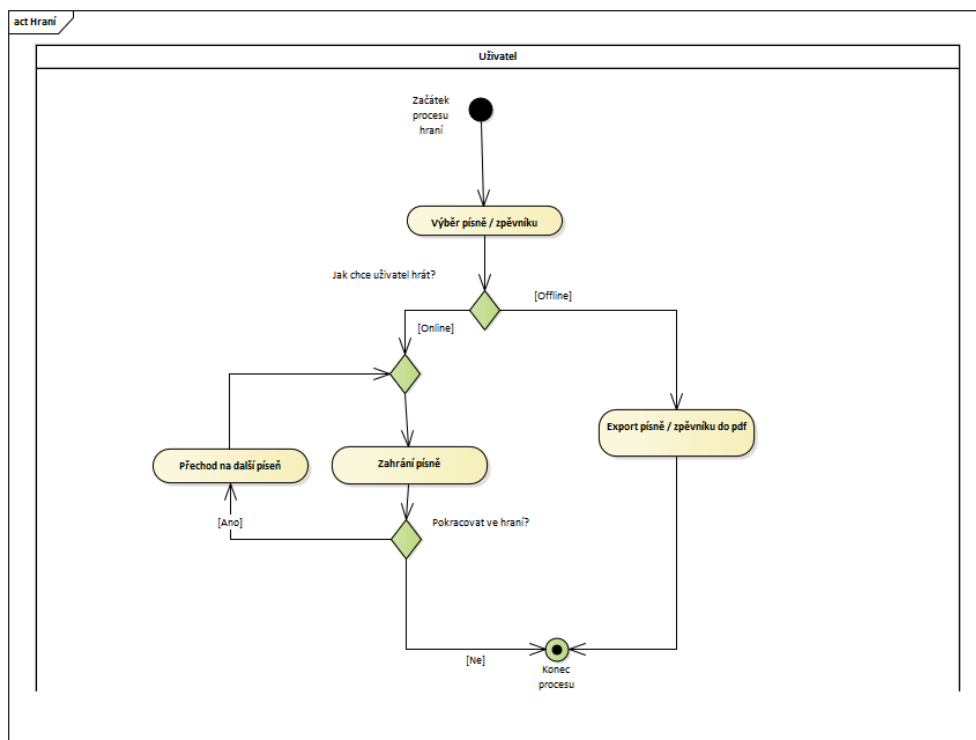 act Hraní
Uživatel
Začátek
procesu
hraní
Výběr písně / zpěvníku
Jak chce uživatel hrát?
[Offline]
[Online]
Export písně / zpěvníku do pdf
Přechod na další píseň
Zahrání písně
[Ano]
Pokracovat ve hraní?
[Ne]
Konec
procesu